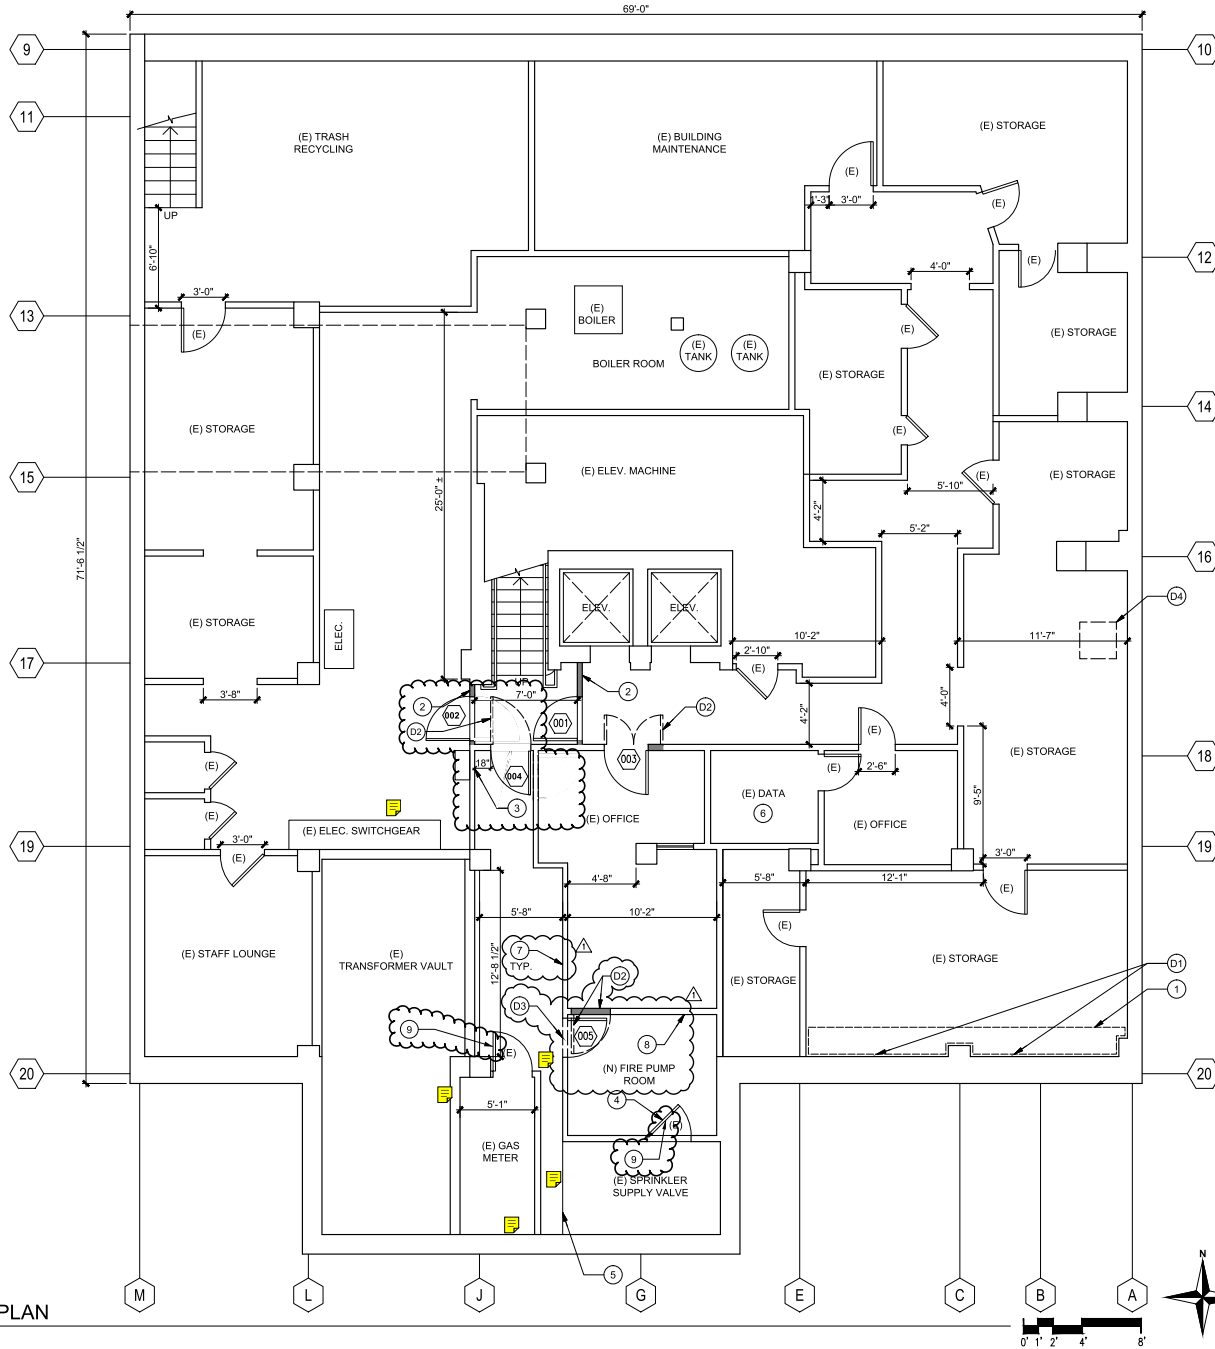 69'-0"
9
10
11
(E) TRASH
RECYCLING
(E) BUILDING
MAINTENANCE
(E) STORAGE
(E)
1'-3"
3'-0"
(E)
UP
6'-10"
12
(E)
4'-0"
3'-0"
13
(E)
(E)
BOILER
(E)
TANK
(E)
TANK
BOILER ROOM
(E)
(E) STORAGE
(E) STORAGE
14
(E) STORAGE
(E)
15
(E) ELEV. MACHINE
(E)
(E) STORAGE
25'-0" ±
5'-10"
4'-2"
5'-2"
71'-6 1/2"
16
D4
ELEV.
ELEV.
(E) STORAGE
ELEC.
10'-2"
11'-7"
2'-10"
17
(E)
UP
7'-0"
2
2
3'-8"
4'-0"
002
001
D2
D2
4'-2"
(E)
(E) STORAGE
18
(E)
18"
004
003
(E)
2'-6"
3
(E) DATA
6
9'-5"
(E)
(E) OFFICE
(E) OFFICE
(E) ELEC. SWITCHGEAR
19
3'-0"
(E)
19
3'-0"
4'-8"
5'-8"
12'-1"
(E)
5'-8"
10'-2"
(E)
(E) STAFF LOUNGE
(E)
TRANSFORMER VAULT
12'-8 1/2"
7
TYP.
1
(E) STORAGE
(E) STORAGE
D1
D2
1
1
D3
9
(E)
005
8
20
(N) FIRE PUMP
ROOM
20
5'-1"
4
(E)
(E) GAS
METER
9
(E) SPRINKLER
SUPPLY VALVE
5
M
L
J
G
E
C
B
A
N
PLAN
0' 1' 2' 4' 8'